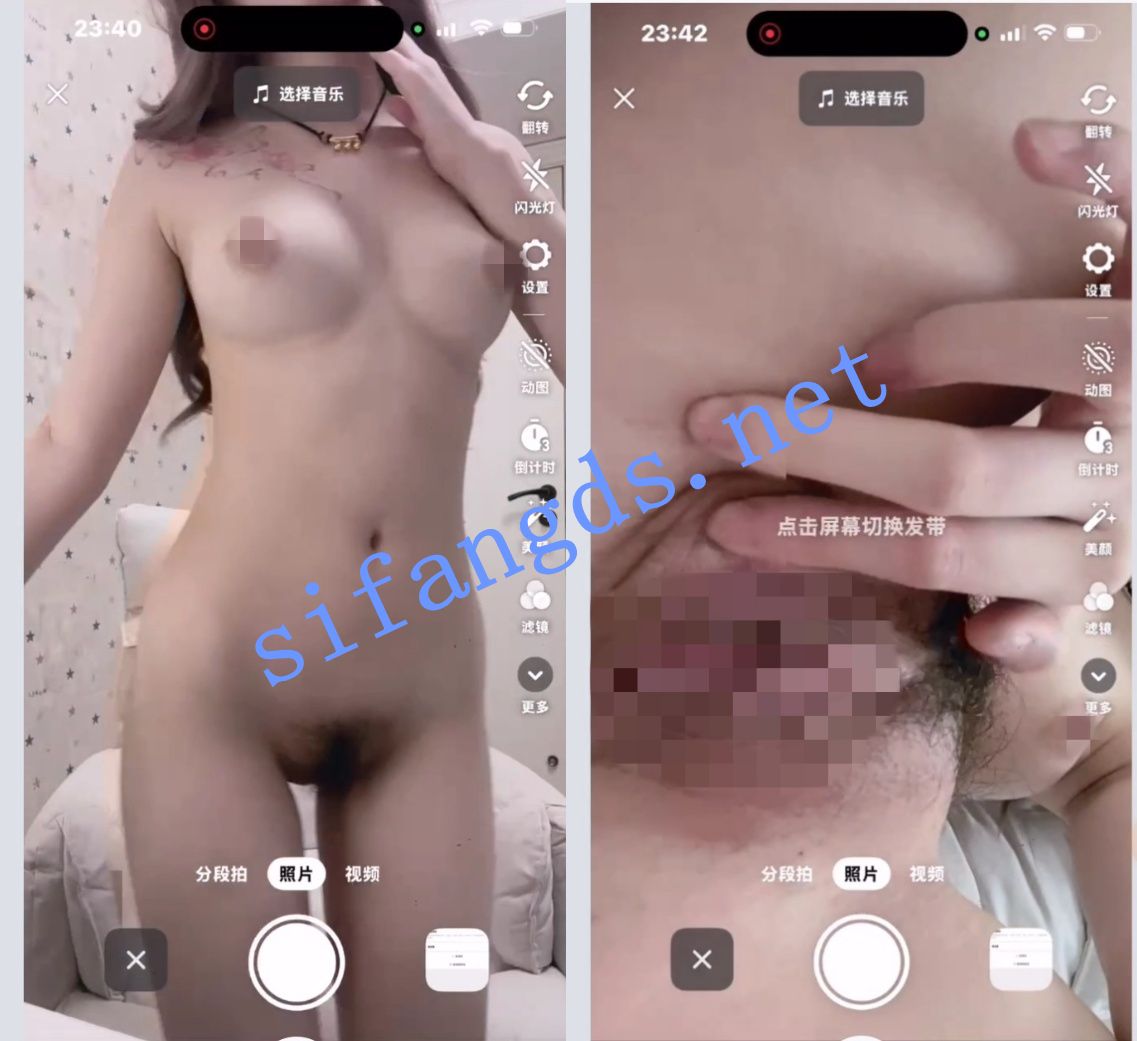 23:40
选择音乐
翻转
闪光灯
设置
动图
3
倒计时
美颜
滤镜
更多
分段拍
照片
视频
23:42
选择音乐
翻转
闪光灯
设置
动图
3
倒计时
点击屏幕切换发带
美颜
滤镜
更多
分段拍
照片
视频
sifangds.net